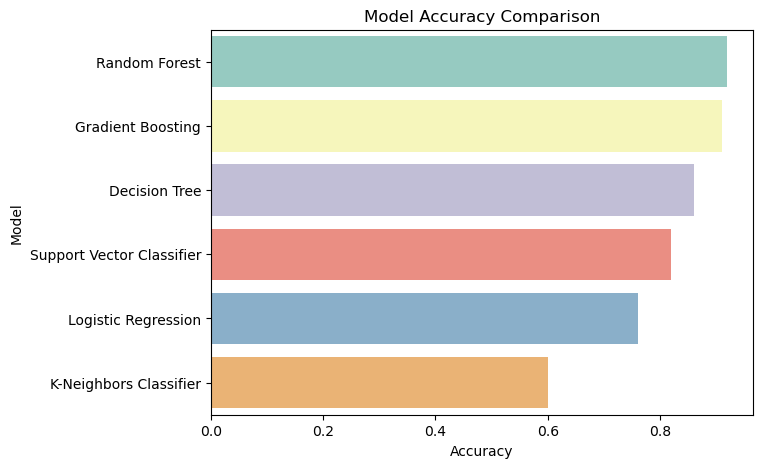 Model Accuracy Comparison
Random Forest
Gradient Boosting
Decision Tree
Support Vector Classifier
Logistic Regression
K-Neighbors Classifier
Model
0.0 0.2 0.4 0.6 0.8
Accuracy